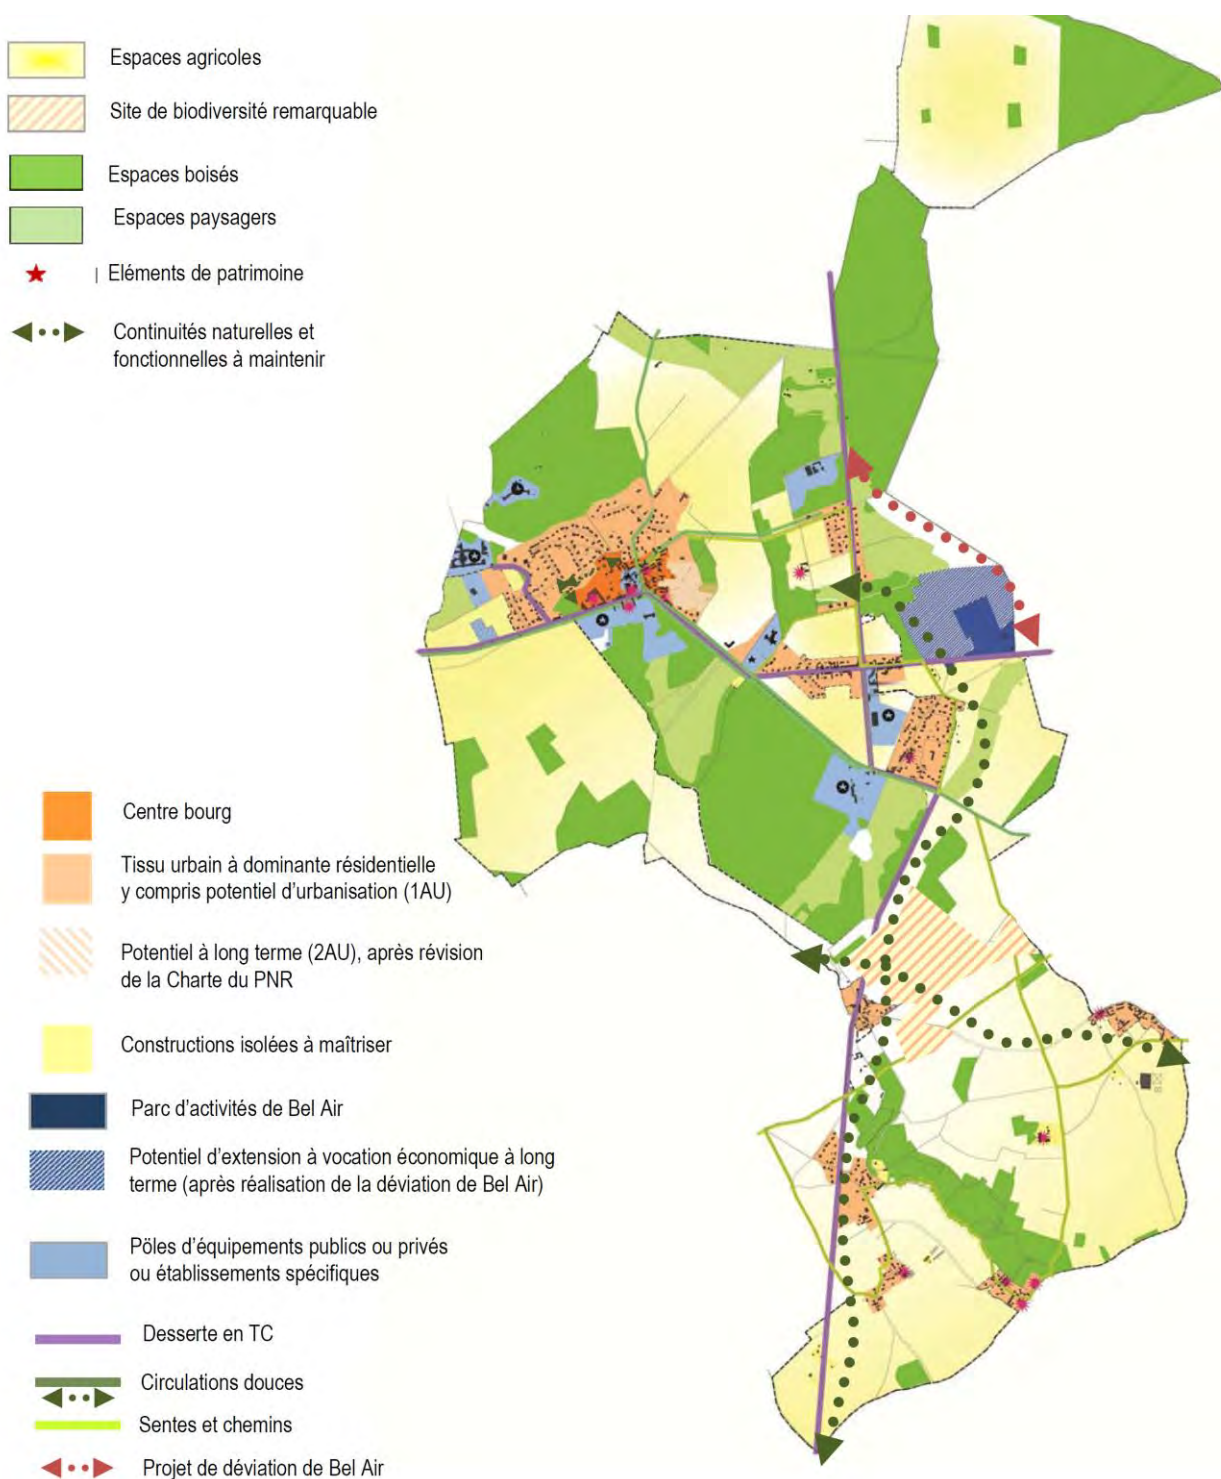 Espaces agricoles
Site de biodiversité remarquable
Espaces boisés
Espaces paysagers
Eléments de patrimoine
Continuités naturelles et
fonctionnelles à maintenir
Centre bourg
Tissu urbain à dominante résidentielle
y compris potentiel d'urbanisation (1AU)
Potentiel à long terme (2AU), après révision
de la Charte du PNR
Constructions isolées à maîtriser
Parc d'activités de Bel Air
Potentiel d'extension à vocation économique à long
terme (après réalisation de la déviation de Bel Air)
Pöles d'équipements publics ou privés
ou établissements spécifiques
Desserte en TC
Circulations douces
Sentes et chemins
Projet de déviation de Bel Air